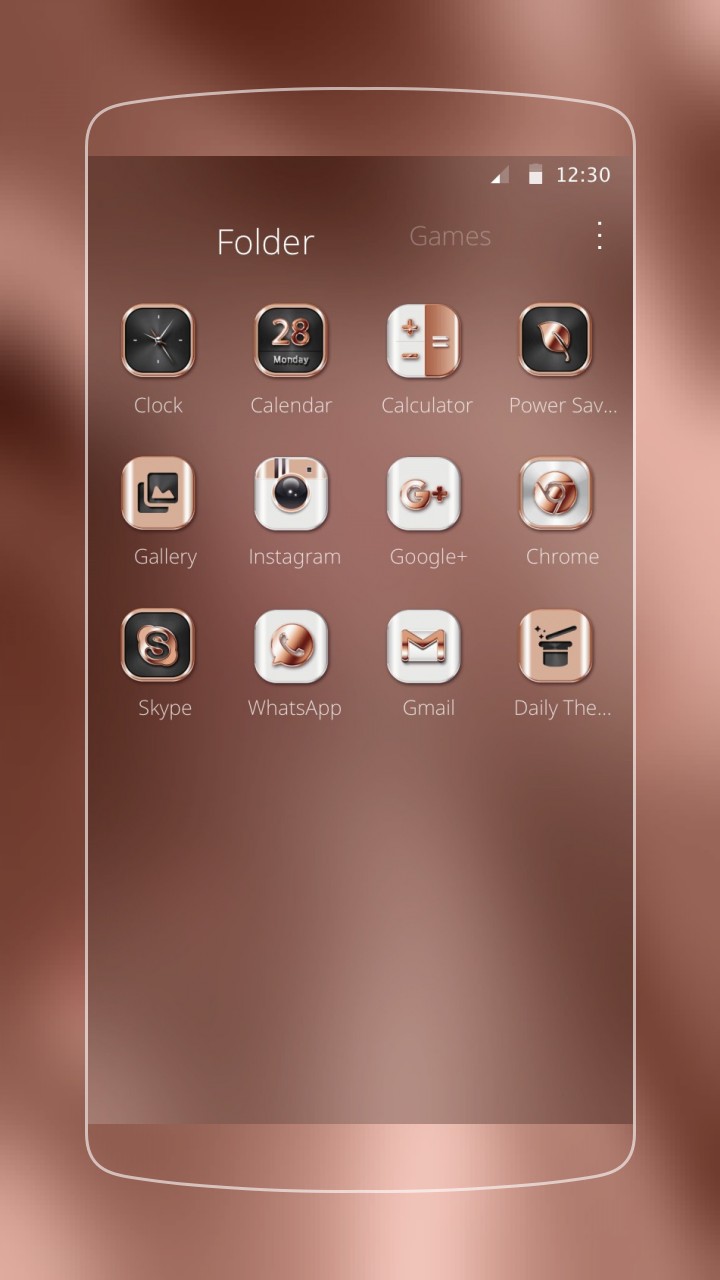 12:30
Folder Games
28
Monday
Clock Calendar Calculator Power Sav...
G+
Gallery Instagram Google+ Chrome
S
Skype WhatsApp Gmail Daily The...